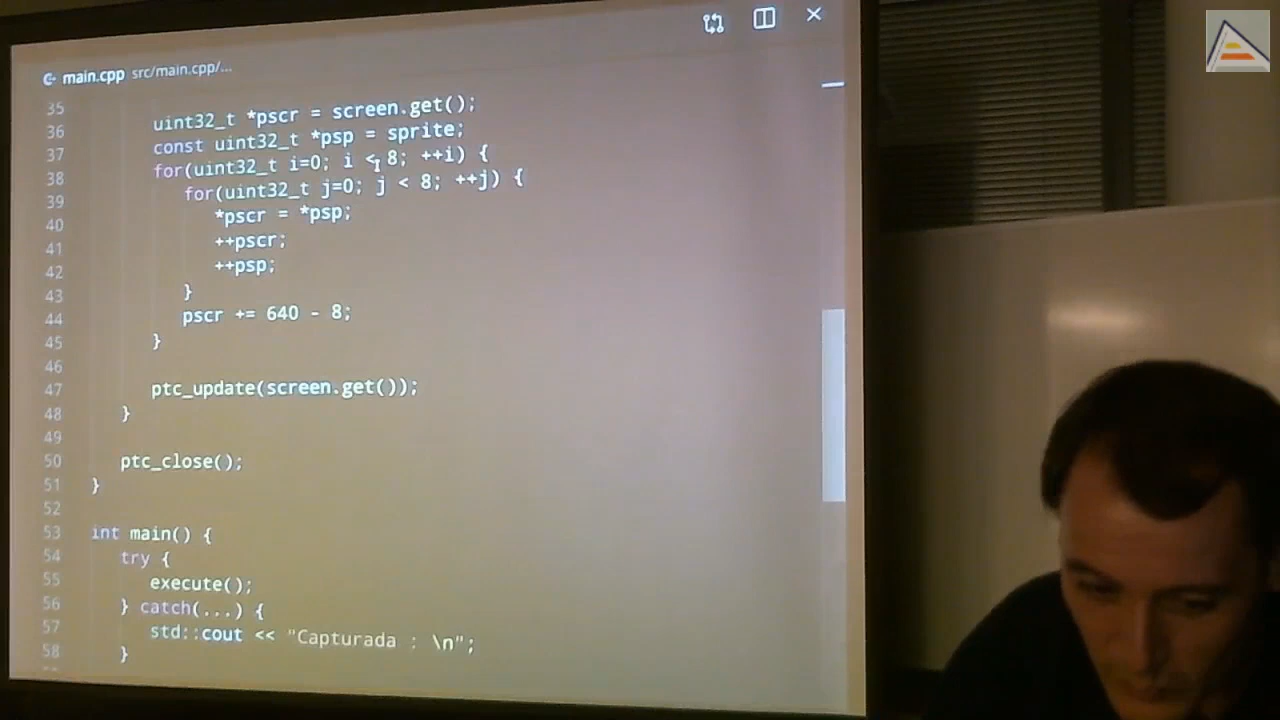 main.cpp src/main.cpp/...
35
36 uint32_t *pscr = screen.get();
37 const uint32_t *psp = sprite;
38 for(uint32_t i=0; i < 8; ++i) {
39 for(uint32_t j=0; j < 8; ++j) {
40 *pscr = *psp;
41 ++pscr;
42 ++psp;
43 }
44 pscr += 640 - 8;
45 }
46
47 ptc_update(screen.get());
48 }
49
50 ptc_close();
51 }
52
53 int main() {
54 try {
55 execute();
56 } catch(...) {
57 std::cout << "Capturada : \n";
58 }